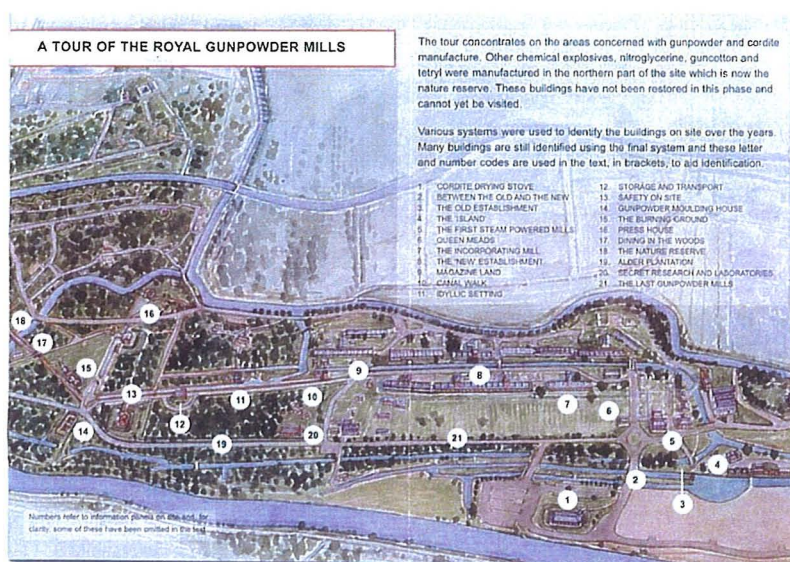 A TOUR OF THE ROYAL GUNPOWDER MILLS
The tour concentrates on the areas concerned with gunpowder and cordite
manufacture. Other chemical explosives, nitroglycerine, guncotton and
tetryl were manufactured in the northern part of the site which is now the
nature reserve. These buildings have not been restored in this phase and
cannot yet be visited.
Various systems were used to identify the buildings on site over the years.
Many buildings are still identified using the final system and these letter
and number codes are used in the text, in brackets, to aid identification.
1. CORDITE DRYING STOVE
2. BETWEEN THE OLD AND THE NEW
3. THE OLD ESTABLISHMENT
4. THE 'ISLAND'
5. THE FIRST STEAM POWERED MILLS
6. QUEEN MEADS
7. THE INCORPORATING MILL
8. THE 'NEW' ESTABLISHMENT
9. MAGAZINE LAND
10. CANAL WALK
11. IDYLLIC SETTING
12. STORAGE AND TRANSPORT
13. SAFETY ON SITE
14. GUNPOWDER MOULDING HOUSE
15. THE BURNING GROUND
16. PRESS HOUSE
17. DINING IN THE WOODS
18. THE NATURE RESERVE
19. ALDER PLANTATION
20. SECRET RESEARCH AND LABORATORIES
21. THE LAST GUNPOWDER MILLS
18
17
16
15
14
13
12
11
10
9
8
7
6
5
4
3
2
1
19
20
21
Numbers refer to information panels on site and, for
clarity, some of these have been omitted in the text